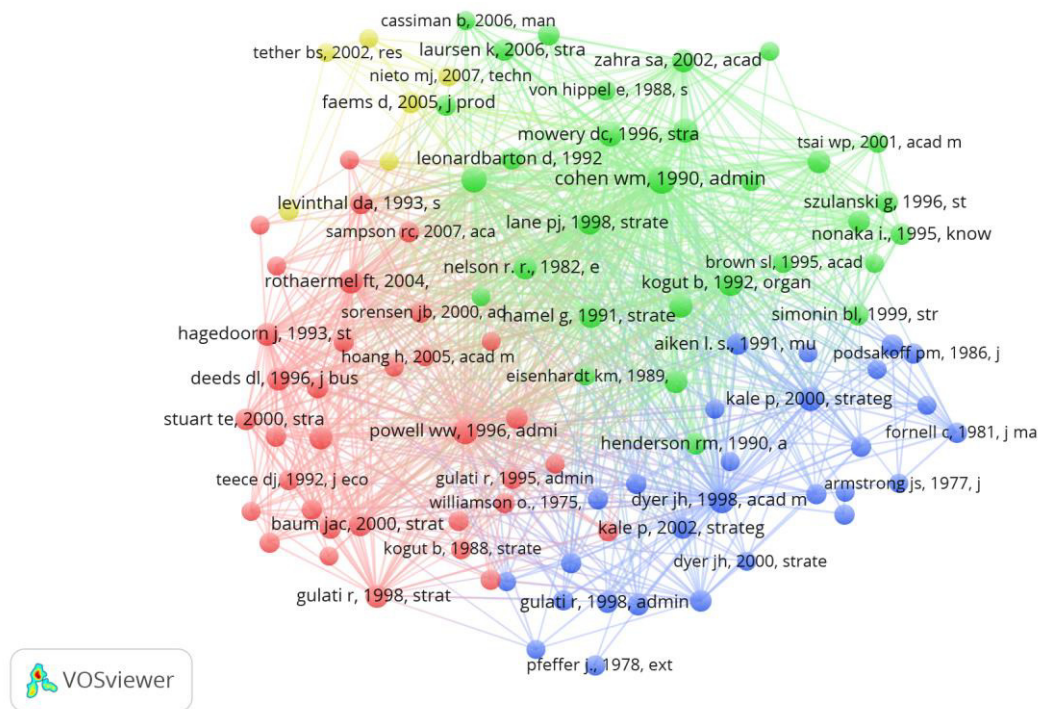 cassiman b, 2006, man
tether bs, 2002, res
laursen k, 2006, stra
zahra sa, 2002, acad
nieto mj, 2007, techn
von hippel e, 1988, s
faems d, 2005, j prod
mowery dc, 1996, stra
tsai wp, 2001, acad m
leonardbarton d, 1992
cohen wm, 1990, admin
levinthal da, 1993, s
szulanski g, 1996, st
lane pj, 1998, strate
sampson rc, 2007, aca
nonaka i., 1995, know
brown sl, 1995, acad
nelson r. r., 1982, e
rothaermel ft, 2004,
kogut b, 1992, organ
sorensen jb, 2000, ad
hamel g, 1991, strate
simonin bl, 1999, str
hagedoorn j, 1993, st
aiken l. s., 1991, mu
podsakoff pm, 1986, j
hoang h, 2005, acad m
eisenhardt km, 1989,
deeds dl, 1996, j bus
kale p, 2000, strateg
stuart te, 2000, stra
powell ww, 1996, admi
fornell c, 1981, j ma
henderson rm, 1990, a
teece dj, 1992, j eco
gulati r, 1995, admin
armstrong js, 1977, j
williamson o., 1975,
dyer jh, 1998, acad m
baum jac, 2000, strat
kale p, 2002, strateg
kogut b, 1988, strate
dyer jh, 2000, strate
gulati r, 1998, strat
gulati r, 1998, admin
pfeffer j., 1978, ext
VOSviewer